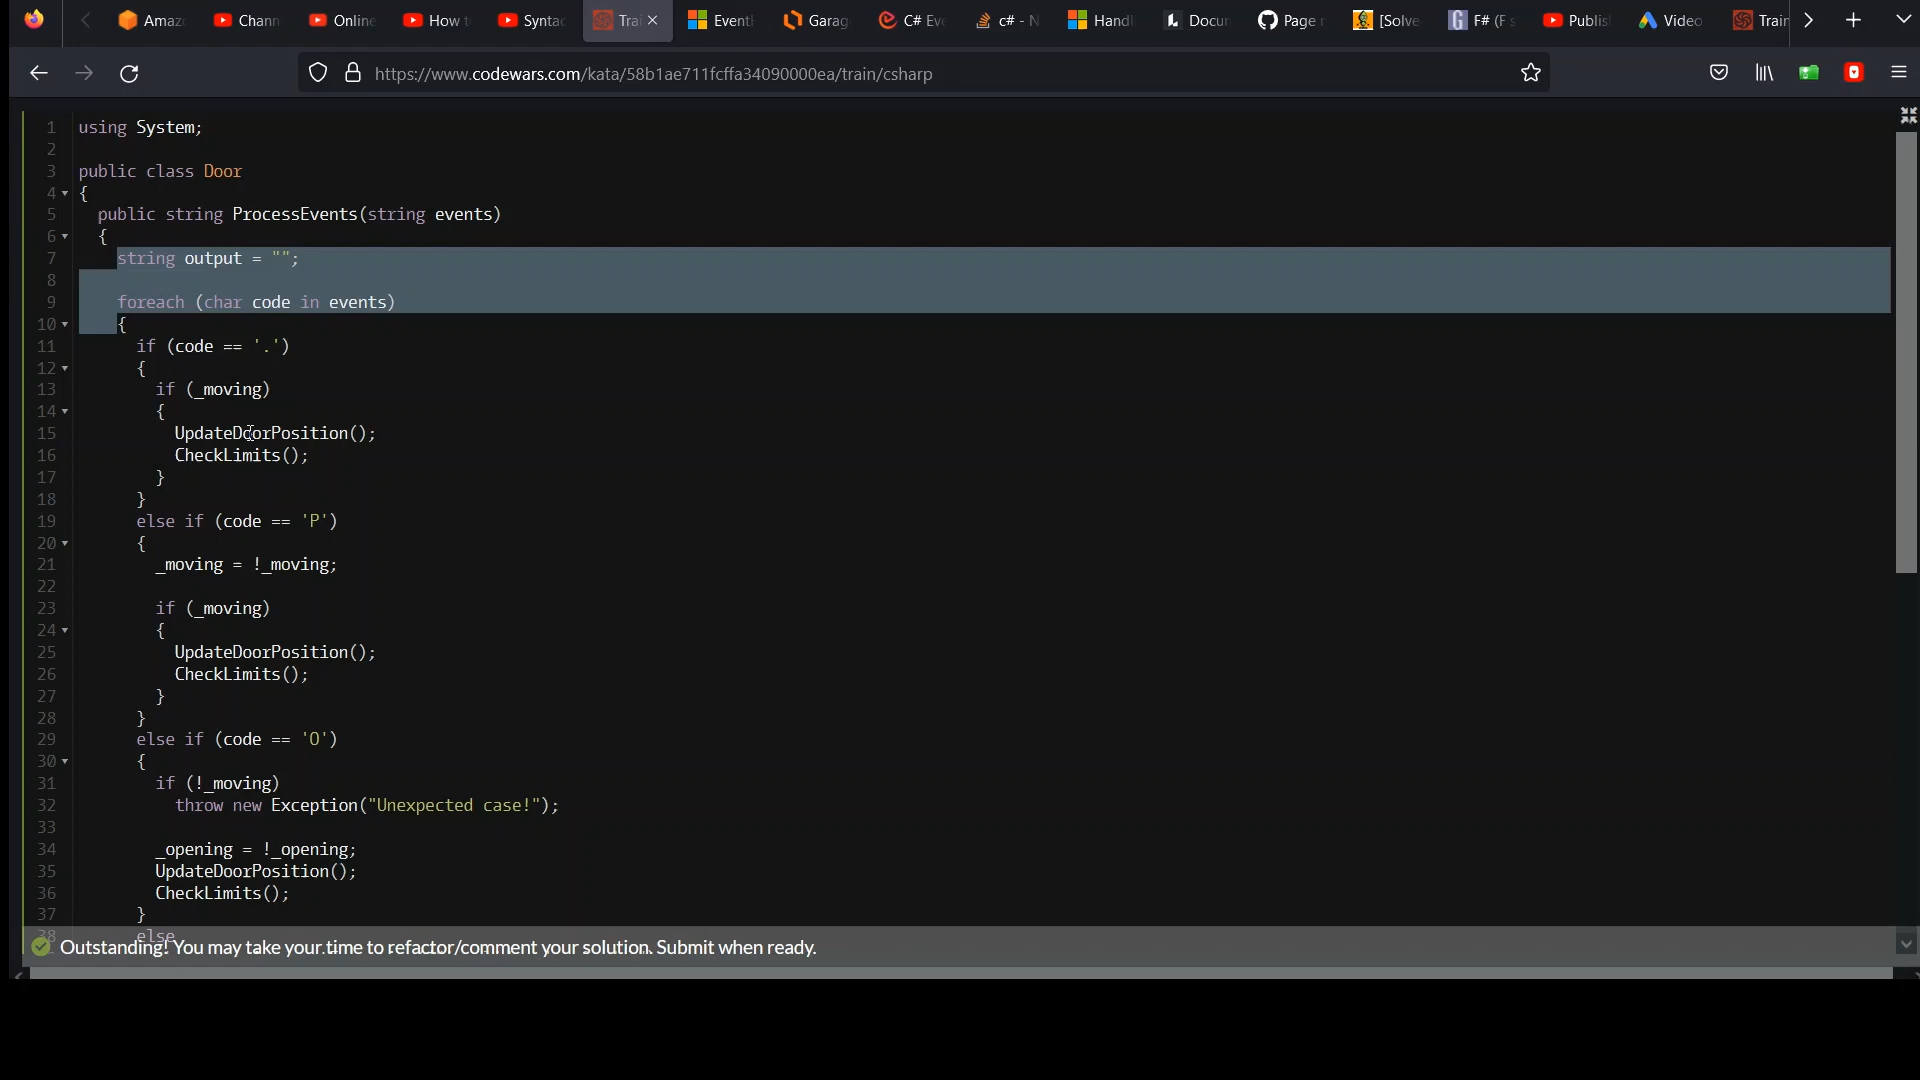 Amaz Chann Online How t Synta Trai Event Garag C# Eve c# - N Handl Docun Page r [Solve F# (F s Publis Video Train
https://www.codewars.com/kata/58b1ae711fcffa34090000ea/train/csharp
1 using System;
2
3 public class Door
4 {
5 public string ProcessEvents(string events)
6 {
7 string output = "";
8
9 foreach (char code in events)
10 {
11 if (code == '.')
12 {
13 if (_moving)
14 {
15 UpdateDoorPosition();
16 CheckLimits();
17 }
18 }
19 else if (code == 'P')
20 {
21 _moving = !_moving;
22
23 if (_moving)
24 {
25 UpdateDoorPosition();
26 CheckLimits();
27 }
28 }
29 else if (code == 'O')
30 {
31 if (!_moving)
32 throw new Exception("Unexpected case!");
33
34 _opening = !_opening;
35 UpdateDoorPosition();
36 CheckLimits();
37 }
38 else
Outstanding! You may take your time to refactor/comment your solution. Submit when ready.